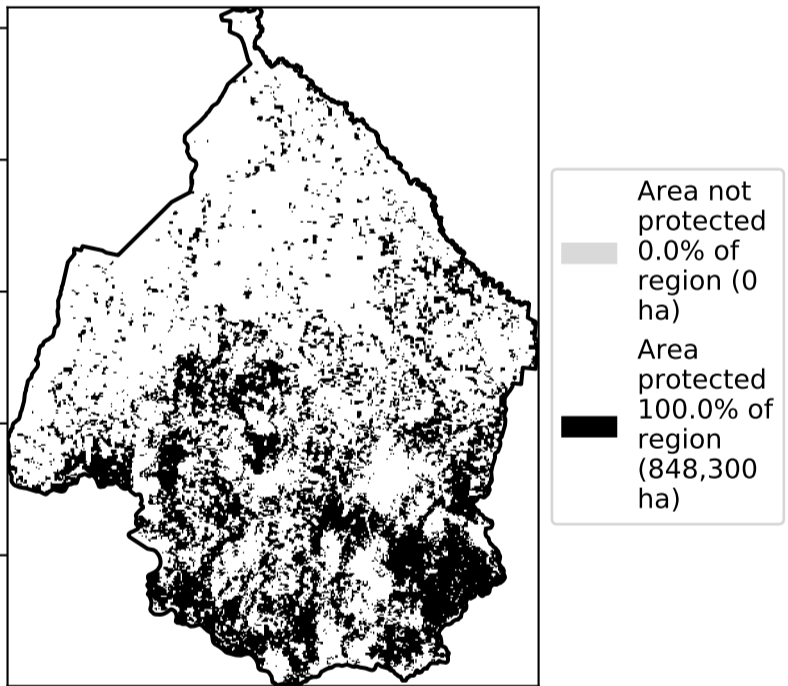 Area not
protected
0.0% of
region (0
ha)
Area
protected
100.0% of
region
(848,300
ha)